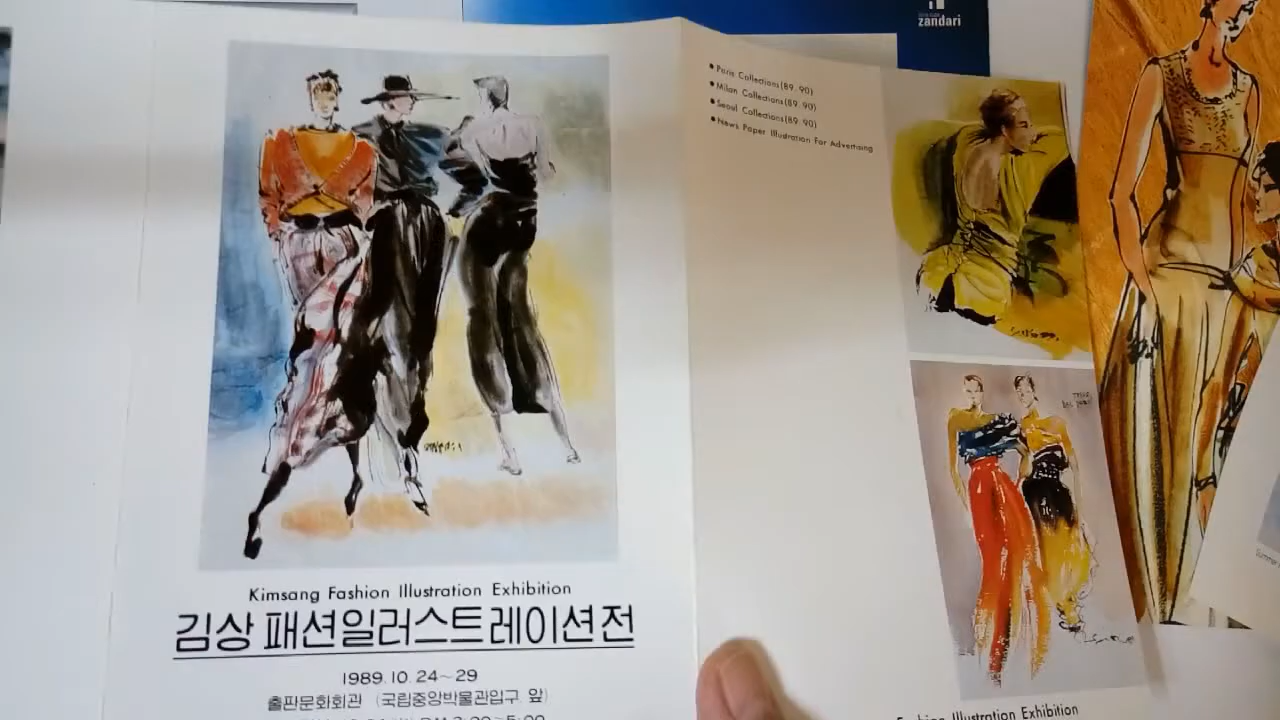 zandari
• Paris Collections(89. 90)
• Milan Collections(89. 90)
• Seoul Collections(89. 90)
• News Paper Illustration For Advertising
Kimsang Fashion Illustration Exhibition
김상 패션일러스트레이션전
1989. 10. 24~29
출판문화회관 (국립중앙박물관입구. 앞)
Fashion Illustration Exhibition
Summer